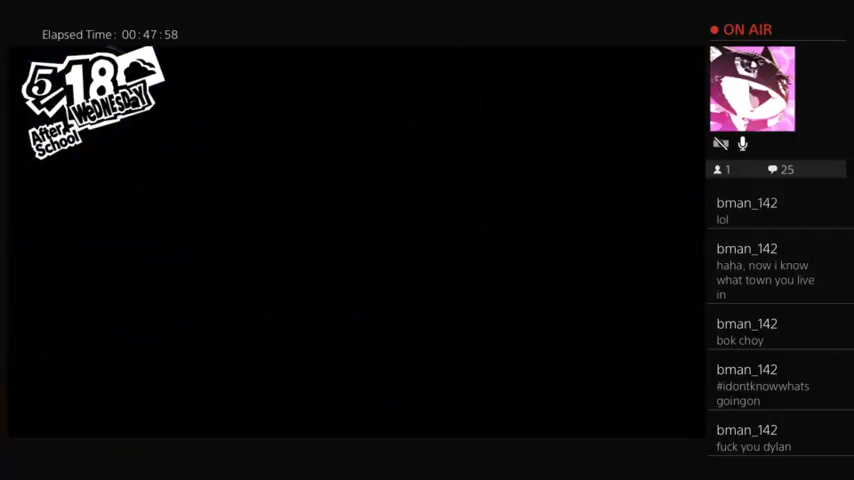 Elapsed Time: 00:47:58
ON AIR
5/18
WEDNESDAY
After
School
1 25
bman_142
lol
bman_142
haha, now i know
what town you live
in
bman_142
bok choy
bman_142
#idontknowwhats
goingon
bman_142
fuck you dylan